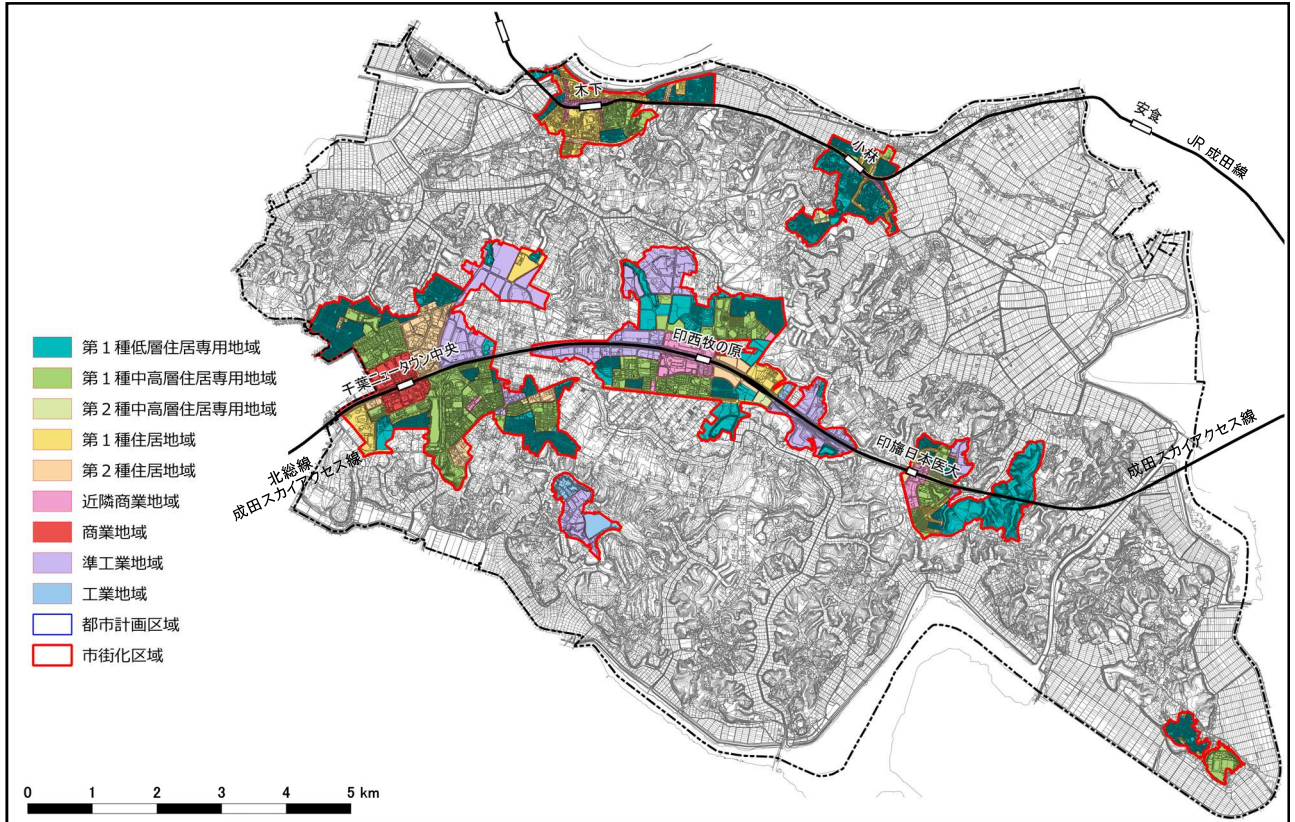 木下
安食
JR 成田線
小林
印西牧の原
千葉ニュータウン中央
北総線
成田スカイアクセス線
印旛日本医大
成田スカイアクセス線
第1種低層住居専用地域
第1種中高層住居専用地域
第2種中高層住居専用地域
第1種住居地域
第2種住居地域
近隣商業地域
商業地域
準工業地域
工業地域
都市計画区域
市街化区域
0 1 2 3 4 5 km